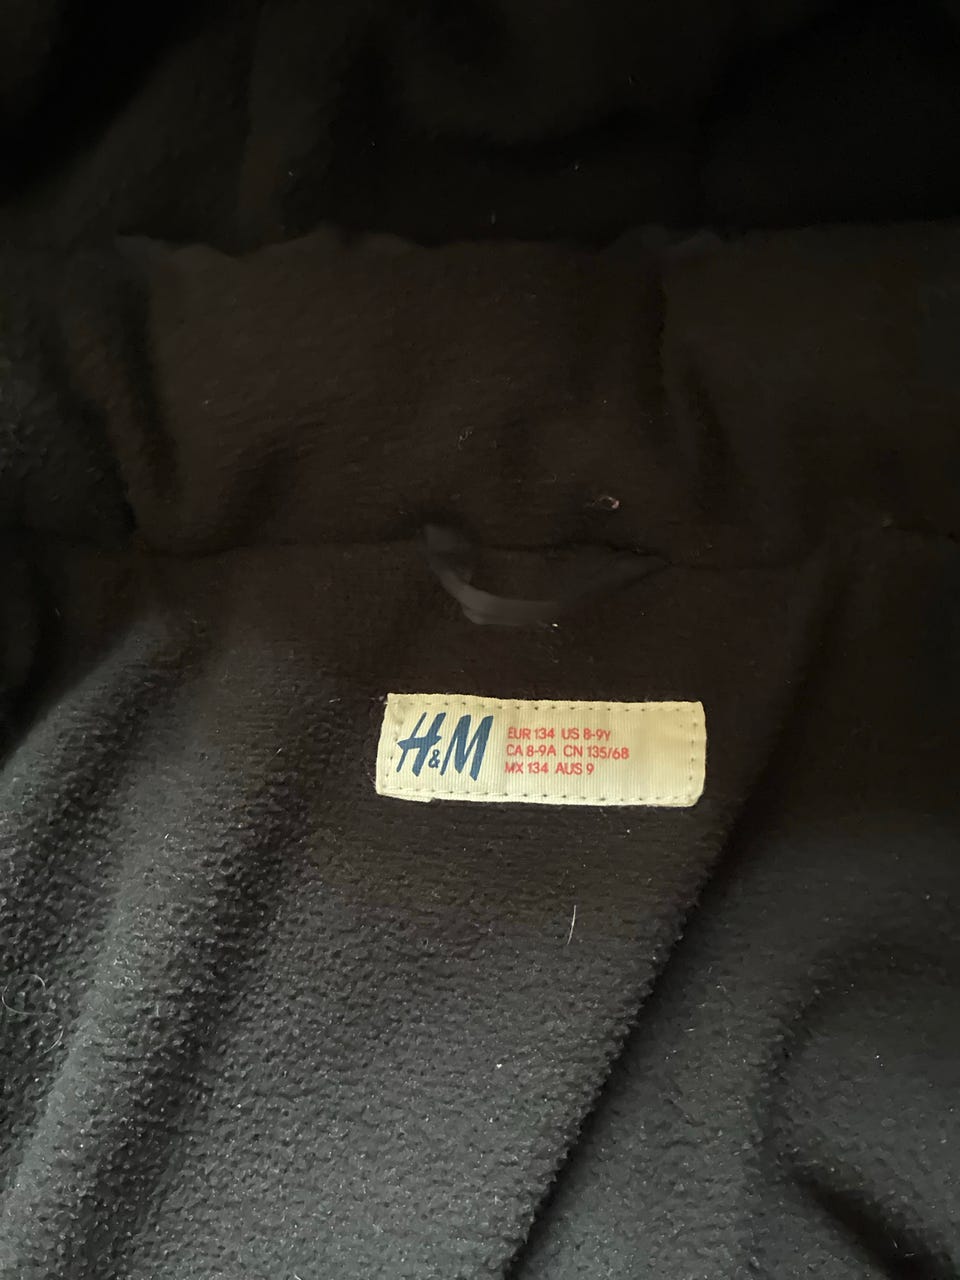 H&M
EUR 134 US 8-9Y
CA 8-9A CN 135/68
MX 134 AUS 9